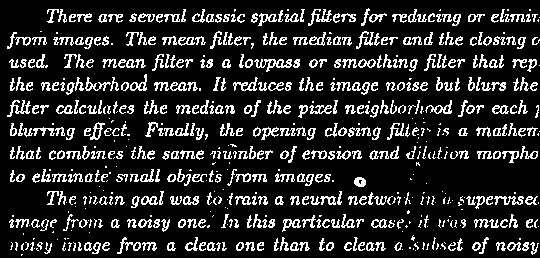 There are several classic spatial filters for reducing or elimin
from images. The mean filter, the median filter and the closing o
used. The mean filter is a lowpass or smoothing filter that rep
the neighborhood mean. It reduces the image noise but blurs the
filter calculates the median of the pixel neighborhood for each
blurring effect. Finally, the opening closing filter is a mathem
that combines the same number of erosion and dilation morpho
to eliminate small objects from images.
The main goal was to train a neural network in a supervised
image from a noisy one. In this particular case, it was much ea
noisy image from a clean one than to clean a subset of noisy